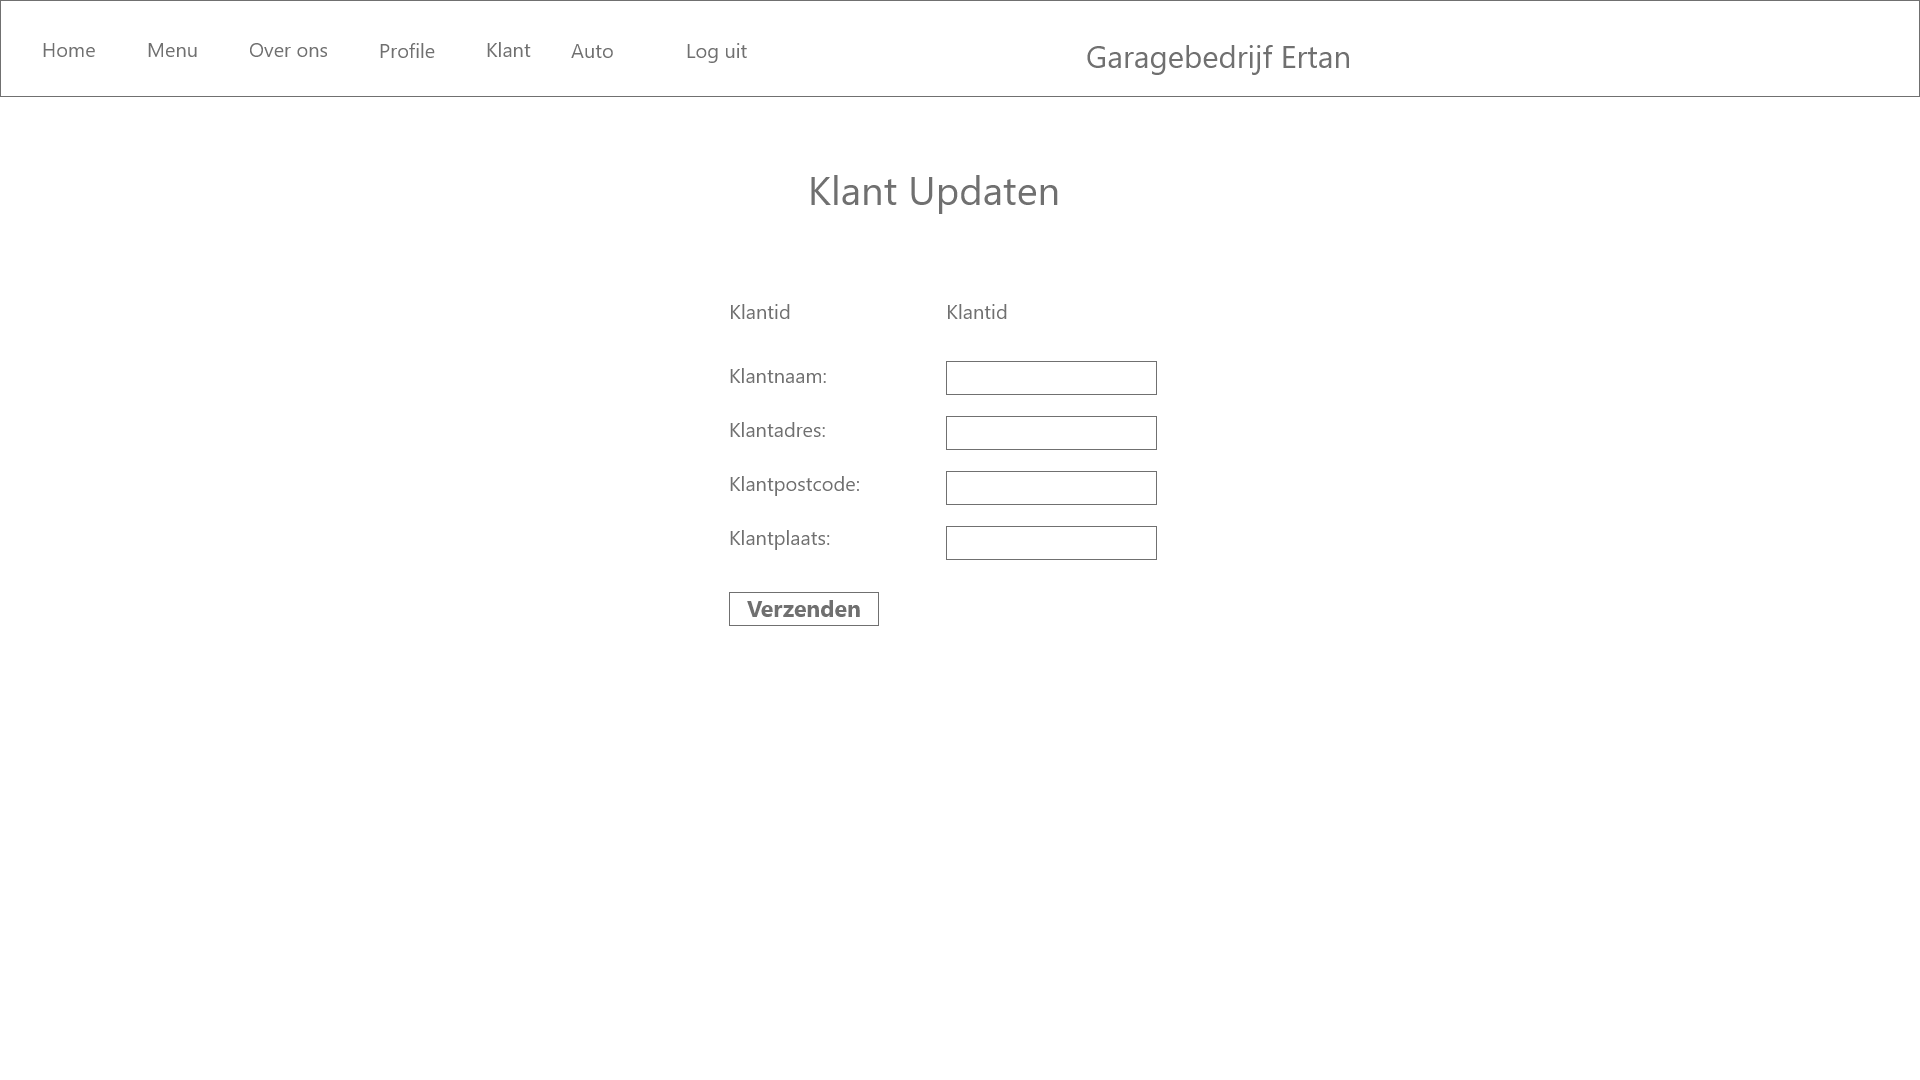 Home Menu Over ons Profile Klant Auto Log uit Garagebedrijf Ertan
Klant Updaten
Klantid Klantid
Klantnaam:
Klantadres:
Klantpostcode:
Klantplaats:
Verzenden